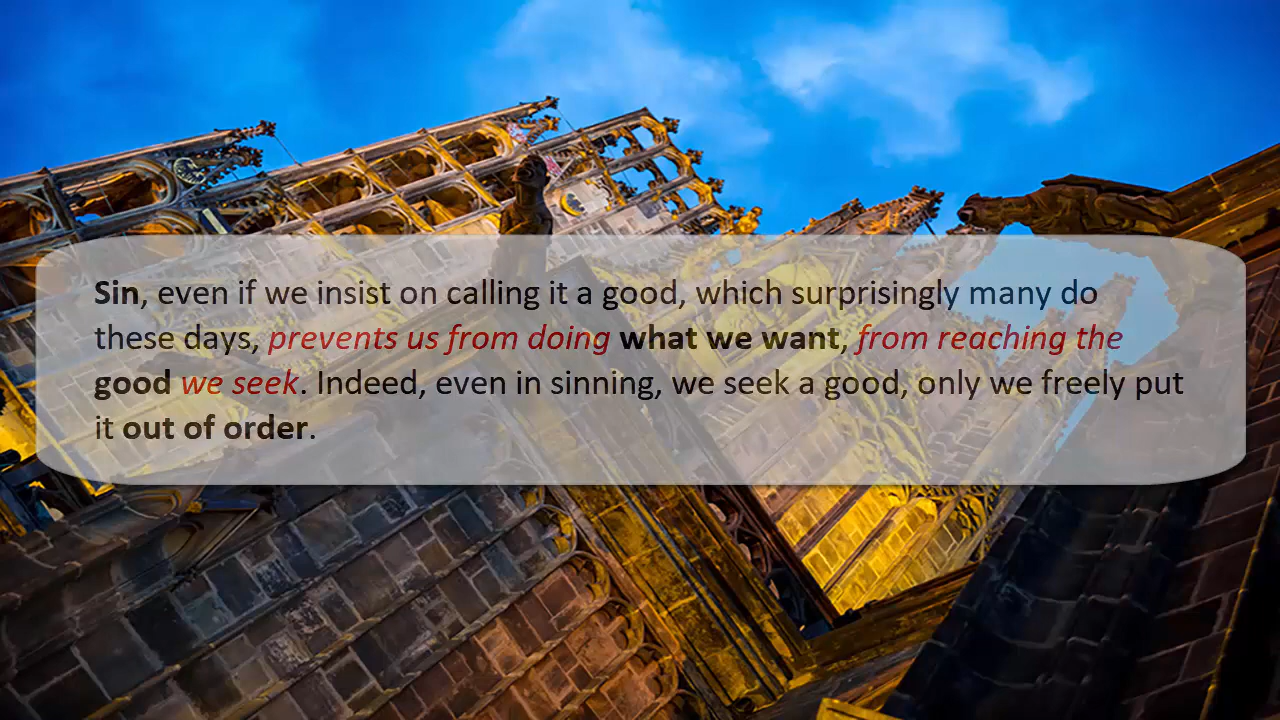 Sin, even if we insist on calling it a good, which surprisingly many do
these days, prevents us from doing what we want, from reaching the
good we seek. Indeed, even in sinning, we seek a good, only we freely put
it out of order.